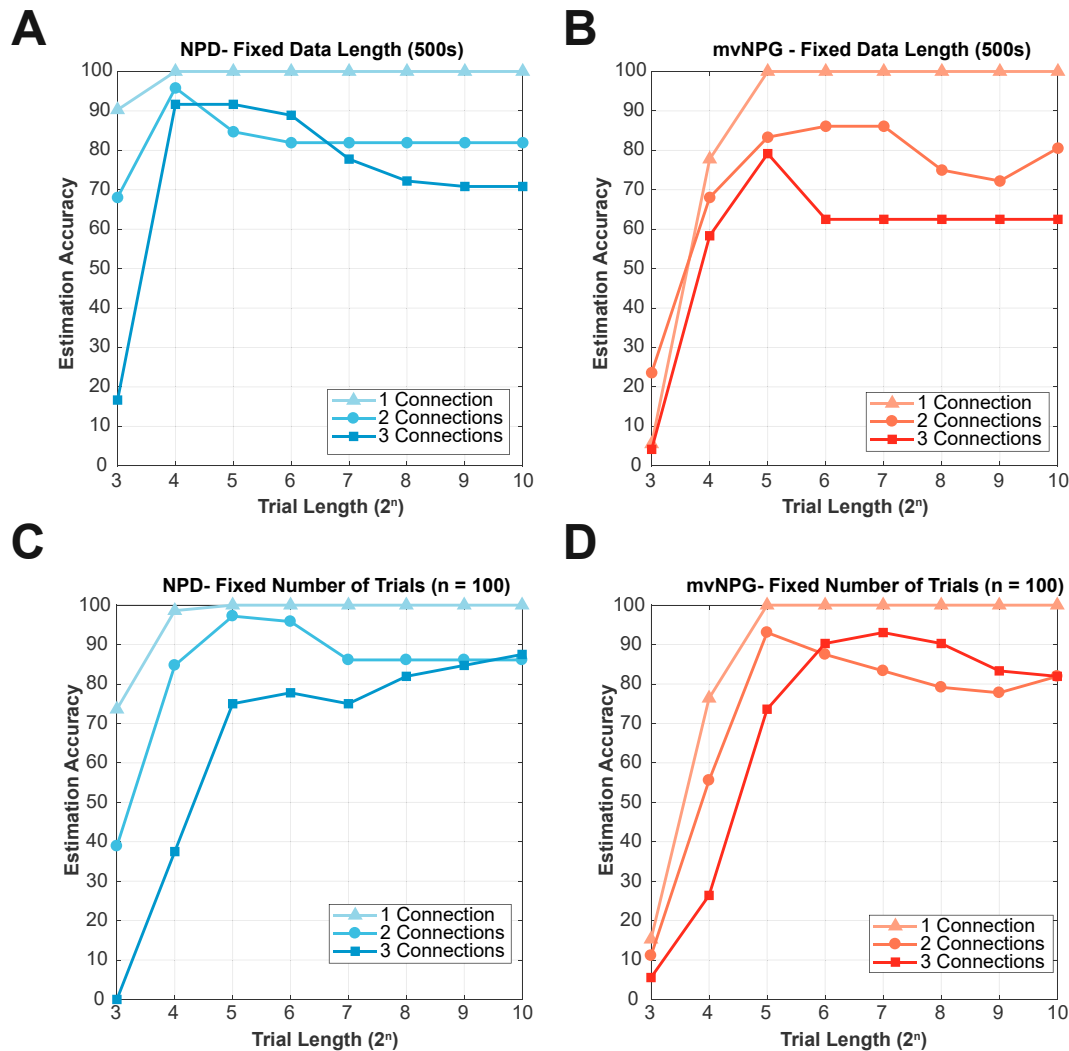 A
NPD- Fixed Data Length (500s)
100
90
80
70
60
50
40
30
20
10
0
Estimation Accuracy
3 4 5 6 7 8 9 10
Trial Length (2ⁿ)
1 Connection
2 Connections
3 Connections
B
mvNPG - Fixed Data Length (500s)
100
90
80
70
60
50
40
30
20
10
0
Estimation Accuracy
3 4 5 6 7 8 9 10
Trial Length (2ⁿ)
1 Connection
2 Connections
3 Connections
C
NPD- Fixed Number of Trials (n = 100)
100
90
80
70
60
50
40
30
20
10
0
Estimation Accuracy
3 4 5 6 7 8 9 10
Trial Length (2ⁿ)
1 Connection
2 Connections
3 Connections
D
mvNPG- Fixed Number of Trials (n = 100)
100
90
80
70
60
50
40
30
20
10
0
Estimation Accuracy
3 4 5 6 7 8 9 10
Trial Length (2ⁿ)
1 Connection
2 Connections
3 Connections